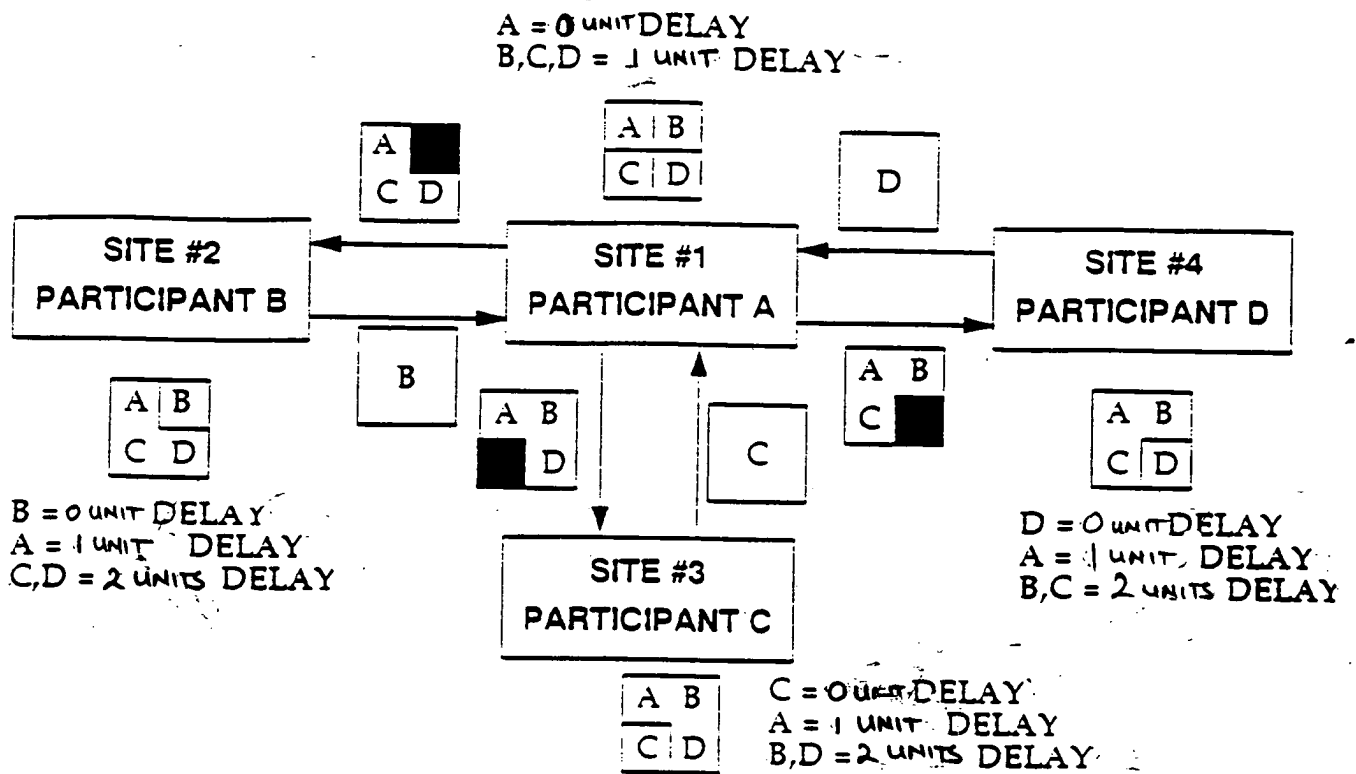 A = 0 UNIT DELAY
B,C,D = 1 UNIT DELAY
A
C D
A B
C D
D
SITE #2
PARTICIPANT B
SITE #1
PARTICIPANT A
SITE #4
PARTICIPANT D
B
A B
D
C
A B
C
A B
C D
B = 0 UNIT DELAY
A = 1 UNIT DELAY
C,D = 2 UNITS DELAY
A B
C D
D = 0 UNIT DELAY
A = 1 UNIT DELAY
B,C = 2 UNITS DELAY
SITE #3
PARTICIPANT C
A B
C D
C = 0 UNIT DELAY
A = 1 UNIT DELAY
B,D = 2 UNITS DELAY